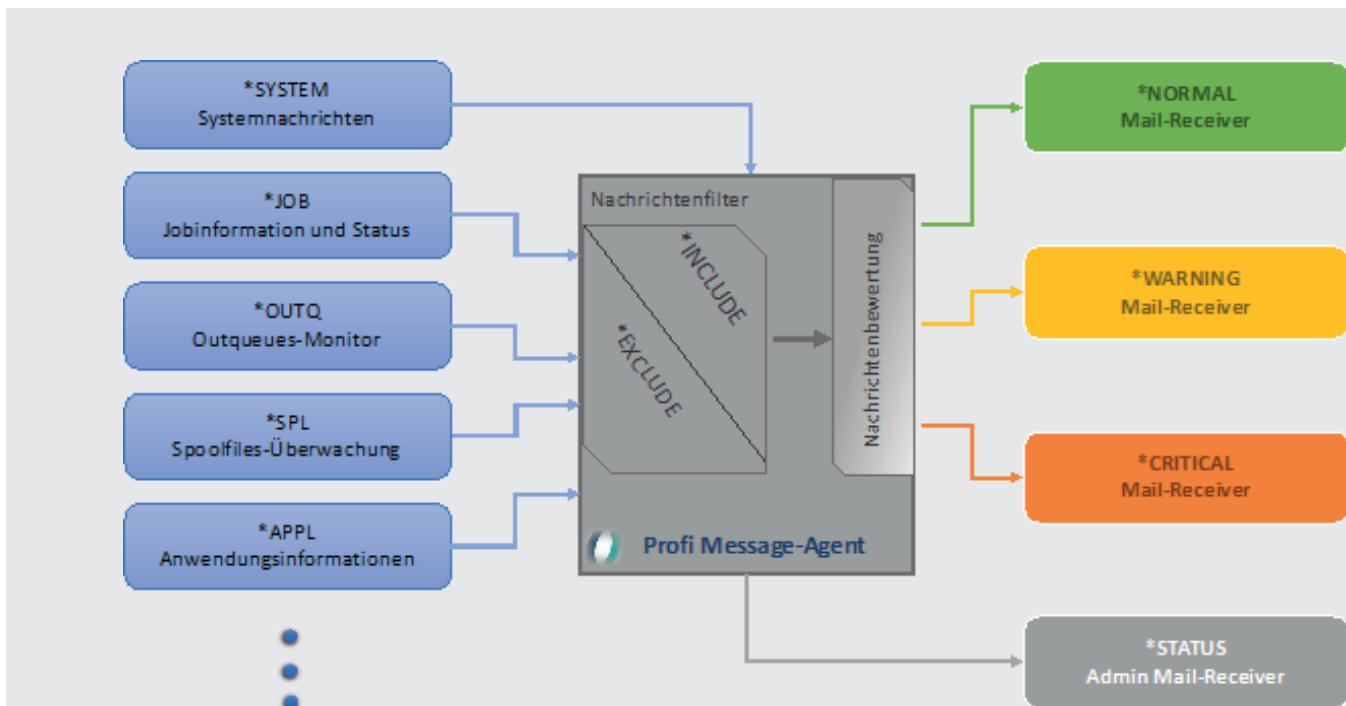 *SYSTEM
Systemnachrichten
*JOB
Jobinformation und Status
*OUTQ
Outqueues-Monitor
*SPL
Spoolfiles-Überwachung
*APPL
Anwendungsinformationen
Nachrichtenfilter
*INCLUDE
*EXCLUDE
Nachrichtenbewertung
Profi Message-Agent
*NORMAL
Mail-Receiver
*WARNING
Mail-Receiver
*CRITICAL
Mail-Receiver
*STATUS
Admin Mail-Receiver